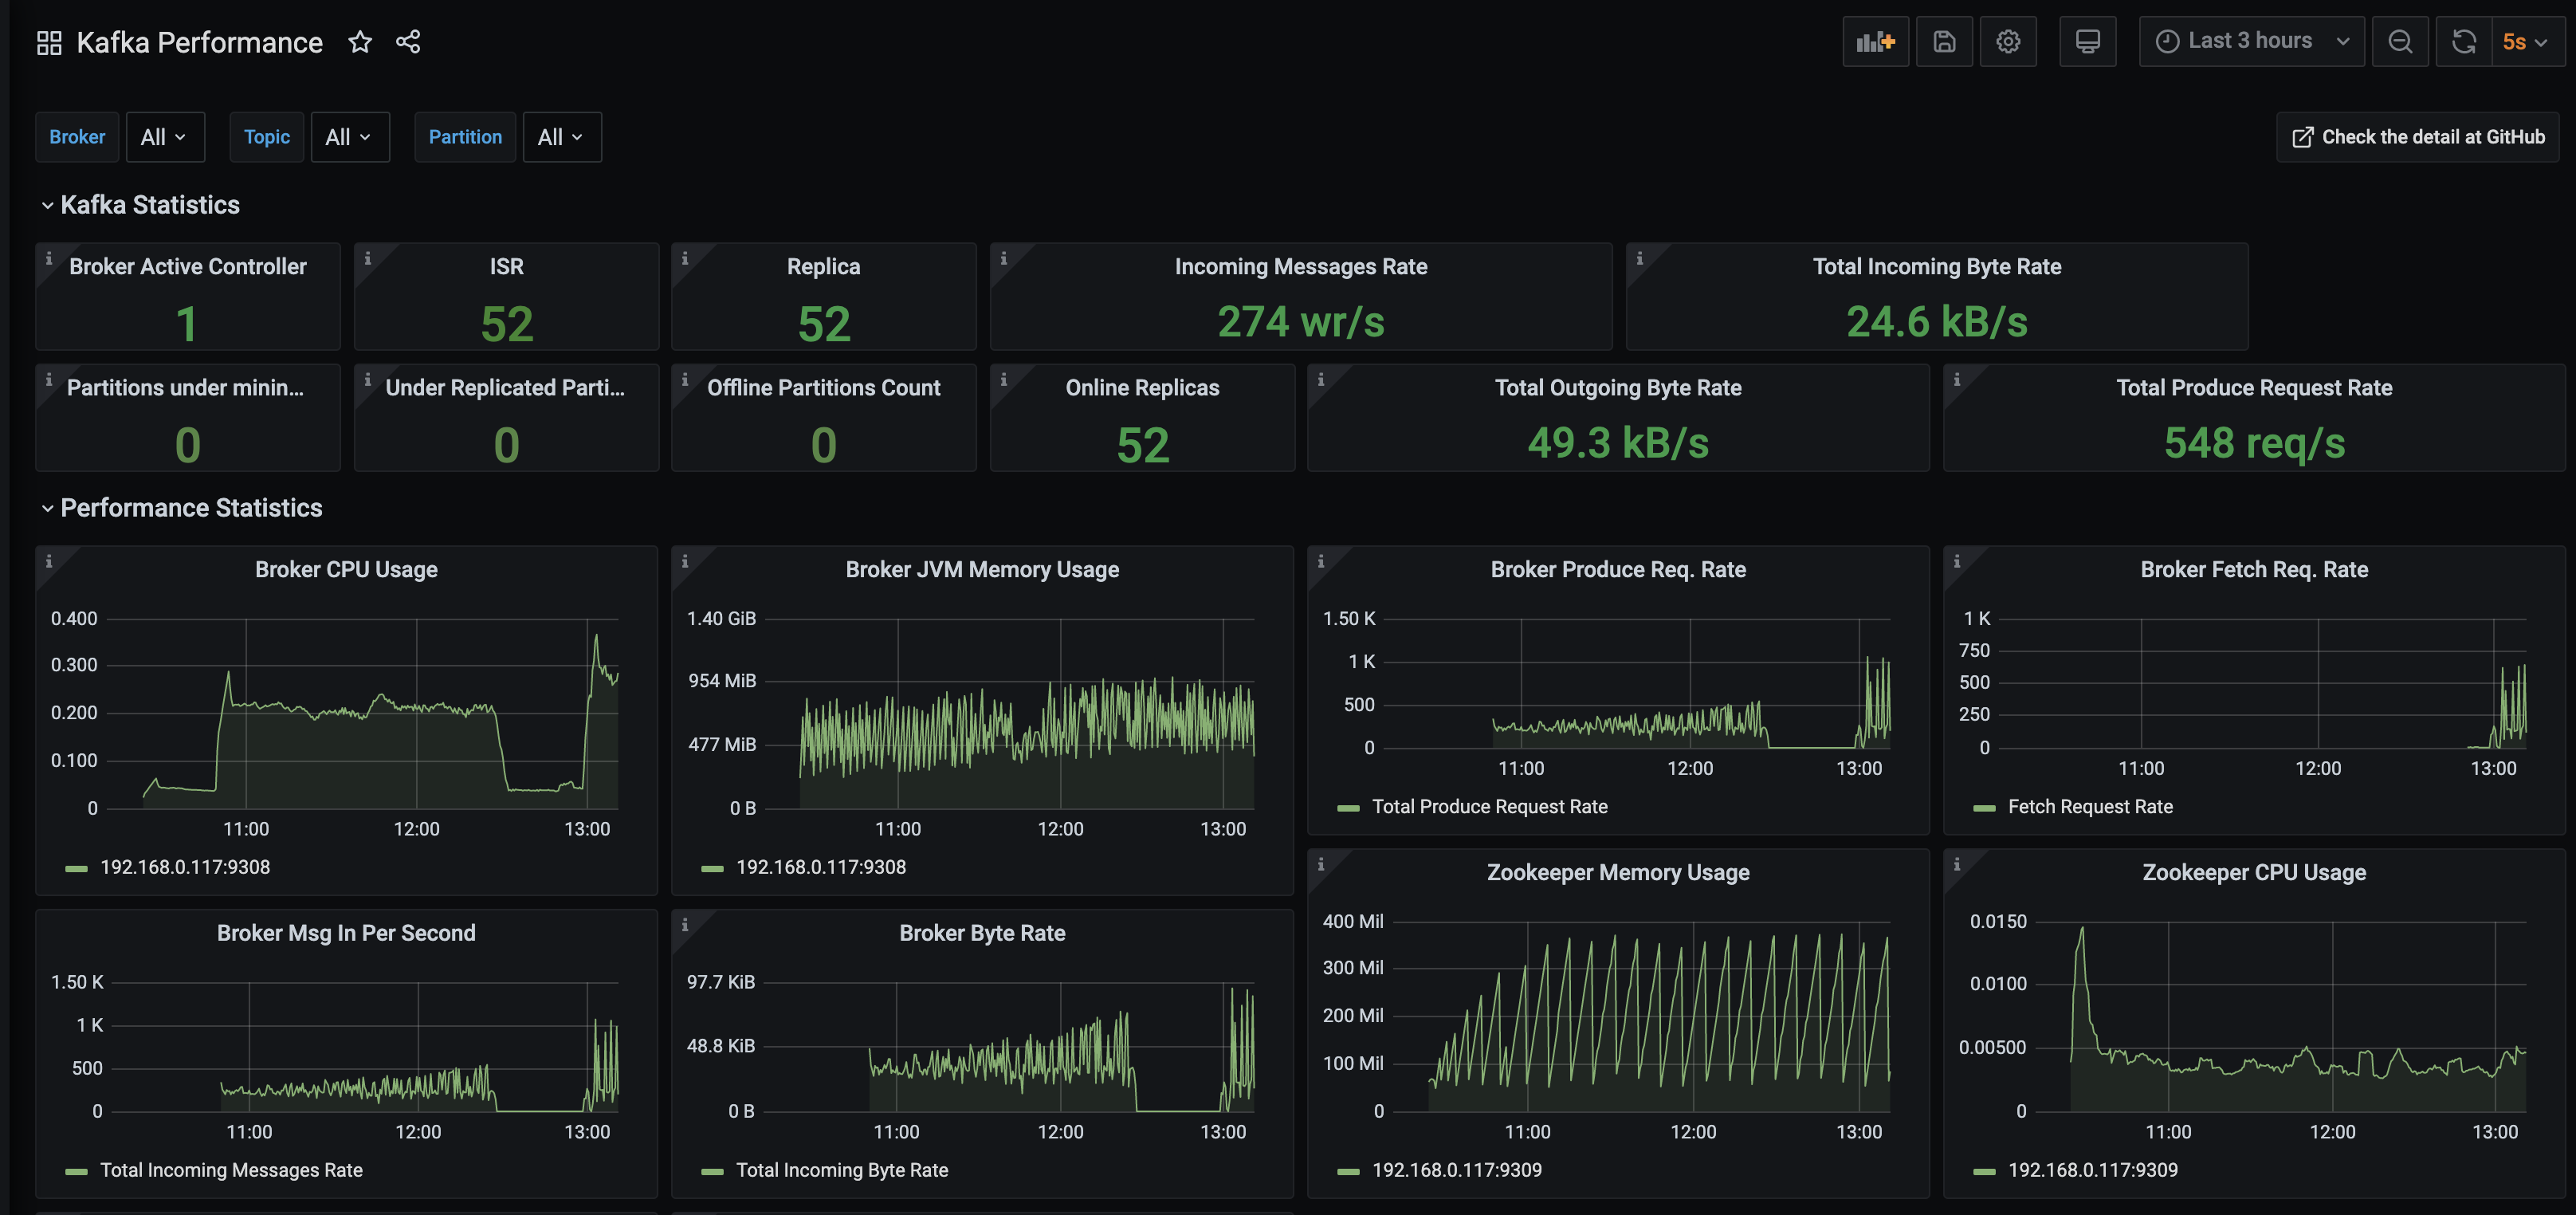 Kafka Performance
Last 3 hours
5s
Broker All Topic All Partition All
Check the detail at GitHub
Kafka Statistics
Broker Active Controller
1
ISR
52
Replica
52
Incoming Messages Rate
274 wr/s
Total Incoming Byte Rate
24.6 kB/s
Partitions under minin...
0
Under Replicated Parti...
0
Offline Partitions Count
0
Online Replicas
52
Total Outgoing Byte Rate
49.3 kB/s
Total Produce Request Rate
548 req/s
Performance Statistics
Broker CPU Usage
0.400
0.300
0.200
0.100
0
11:00 12:00 13:00
192.168.0.117:9308
Broker JVM Memory Usage
1.40 GiB
954 MiB
477 MiB
0 B
11:00 12:00 13:00
192.168.0.117:9308
Broker Produce Req. Rate
1.50 K
1 K
500
0
11:00 12:00 13:00
Total Produce Request Rate
Broker Fetch Req. Rate
1 K
750
500
250
0
11:00 12:00 13:00
Fetch Request Rate
Broker Msg In Per Second
1.50 K
1 K
500
0
11:00 12:00 13:00
Total Incoming Messages Rate
Broker Byte Rate
97.7 KiB
48.8 KiB
0 B
11:00 12:00 13:00
Total Incoming Byte Rate
Zookeeper Memory Usage
400 Mil
300 Mil
200 Mil
100 Mil
0
11:00 12:00 13:00
192.168.0.117:9309
Zookeeper CPU Usage
0.0150
0.0100
0.00500
0
11:00 12:00 13:00
192.168.0.117:9309